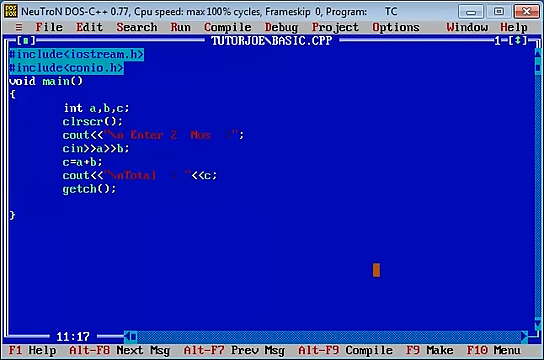 NeuTroN DOS-C++ 0.77, Cpu speed: max 100% cycles, Frameskip 0, Program: TC
≡ File Edit Search Run Compile Debug Project Options Window Help
[■] TUTORJOE\BASIC.CPP 1=[↕]
#include<iostream.h>
#include<conio.h>
void main()
{
int a,b,c;
clrscr();
cout<<"\n Enter 2 Nos :";
cin>>a>>b;
c=a+b;
cout<<"\nTotal : "<<c;
getch();
}
11:17
F1 Help Alt-F8 Next Msg Alt-F7 Prev Msg Alt-F9 Compile F9 Make F10 Menu